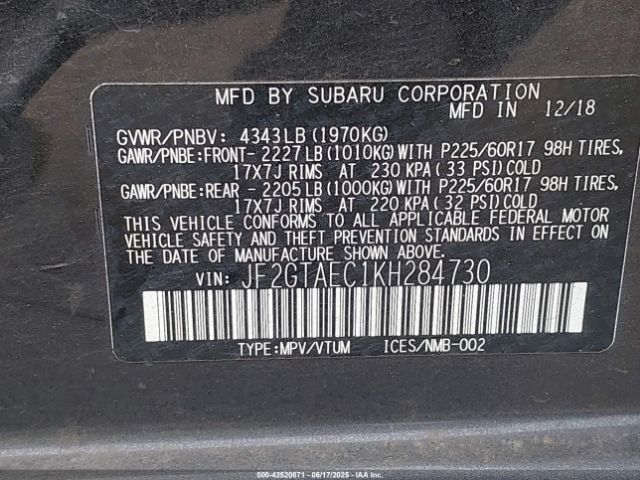 MFD BY SUBARU CORPORATION
MFD IN 12/18
GVWR/PNBV: 4343LB (1970KG)
GAWR/PNBE:FRONT- 2227 LB (1010KG) WITH P225/60R17 98H TIRES,
17X7J RIMS AT 230 KPA ( 33 PSI) COLD
GAWR/PNBE:REAR - 2205 LB (1000KG) WITH P225/60R17 98H TIRES,
17X7J RIMS AT 220 KPA ( 32 PSI) COLD
THIS VEHICLE CONFORMS TO ALL APPLICABLE FEDERAL MOTOR
VEHICLE SAFETY AND THEFT PREVENTION STANDARDS IN EFFECT ON
THE DATE OF MANUFACTURE SHOWN ABOVE.
VIN: JF2GTAEC1KH284730
TYPE:MPV/VTUM ICES/NMB-002
000-42520871 - 06/17/2025 - IAA